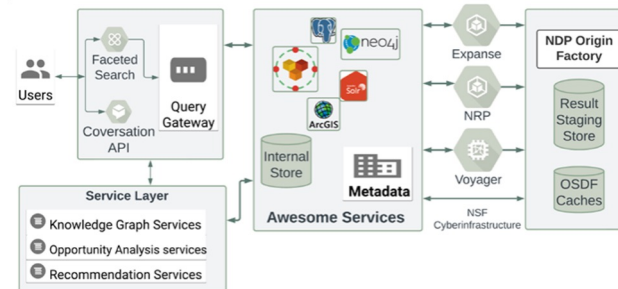 Users
Faceted
Search
Coversation
API
Query
Gateway
Service Layer
Knowledge Graph Services
Opportunity Analysis services
Recommendation Services
neo4j
Solr
ArcGIS
Internal
Store
Metadata
Awesome Services
Expanse
NRP
Voyager
NSF
Cyberinfrastructure
NDP Origin
Factory
Result
Staging
Store
OSDF
Caches